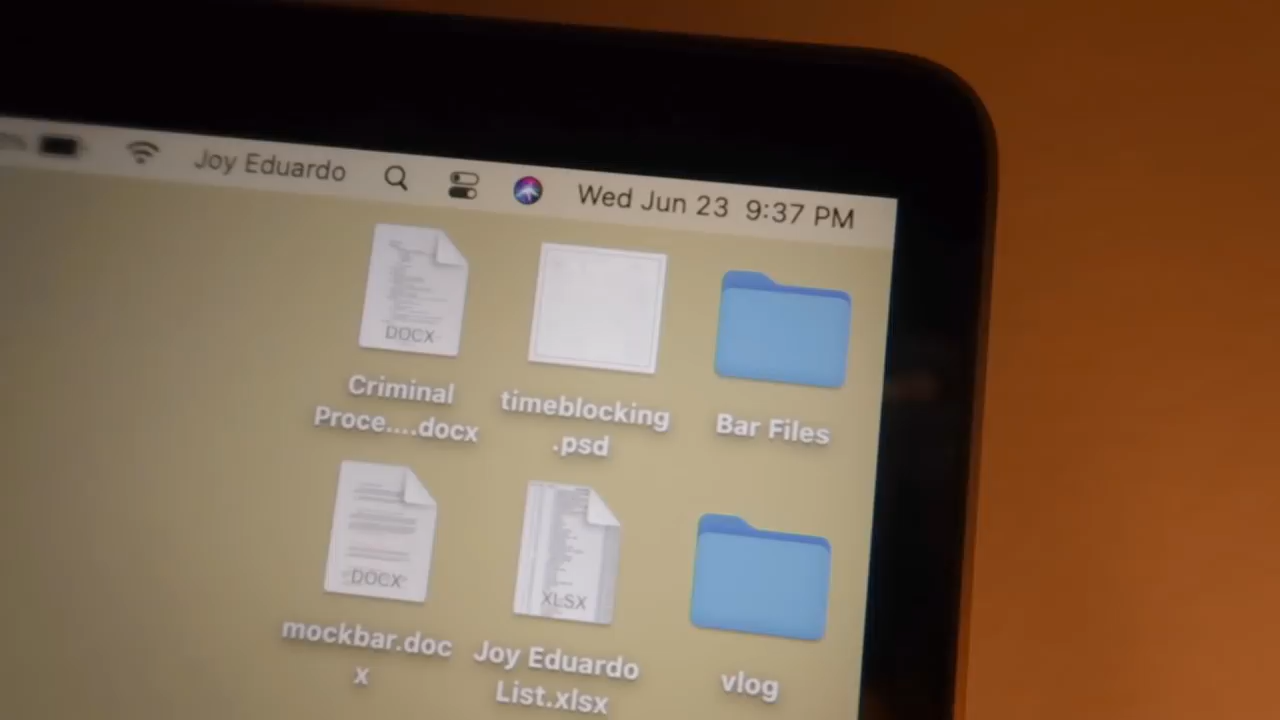 Joy Eduardo
Wed Jun 23 9:37 PM
DOCX
Criminal
Proce....docx
timeblocking
.psd
Bar Files
DOCX
mockbar.doc
x
XLSX
Joy Eduardo
List.xlsx
vlog